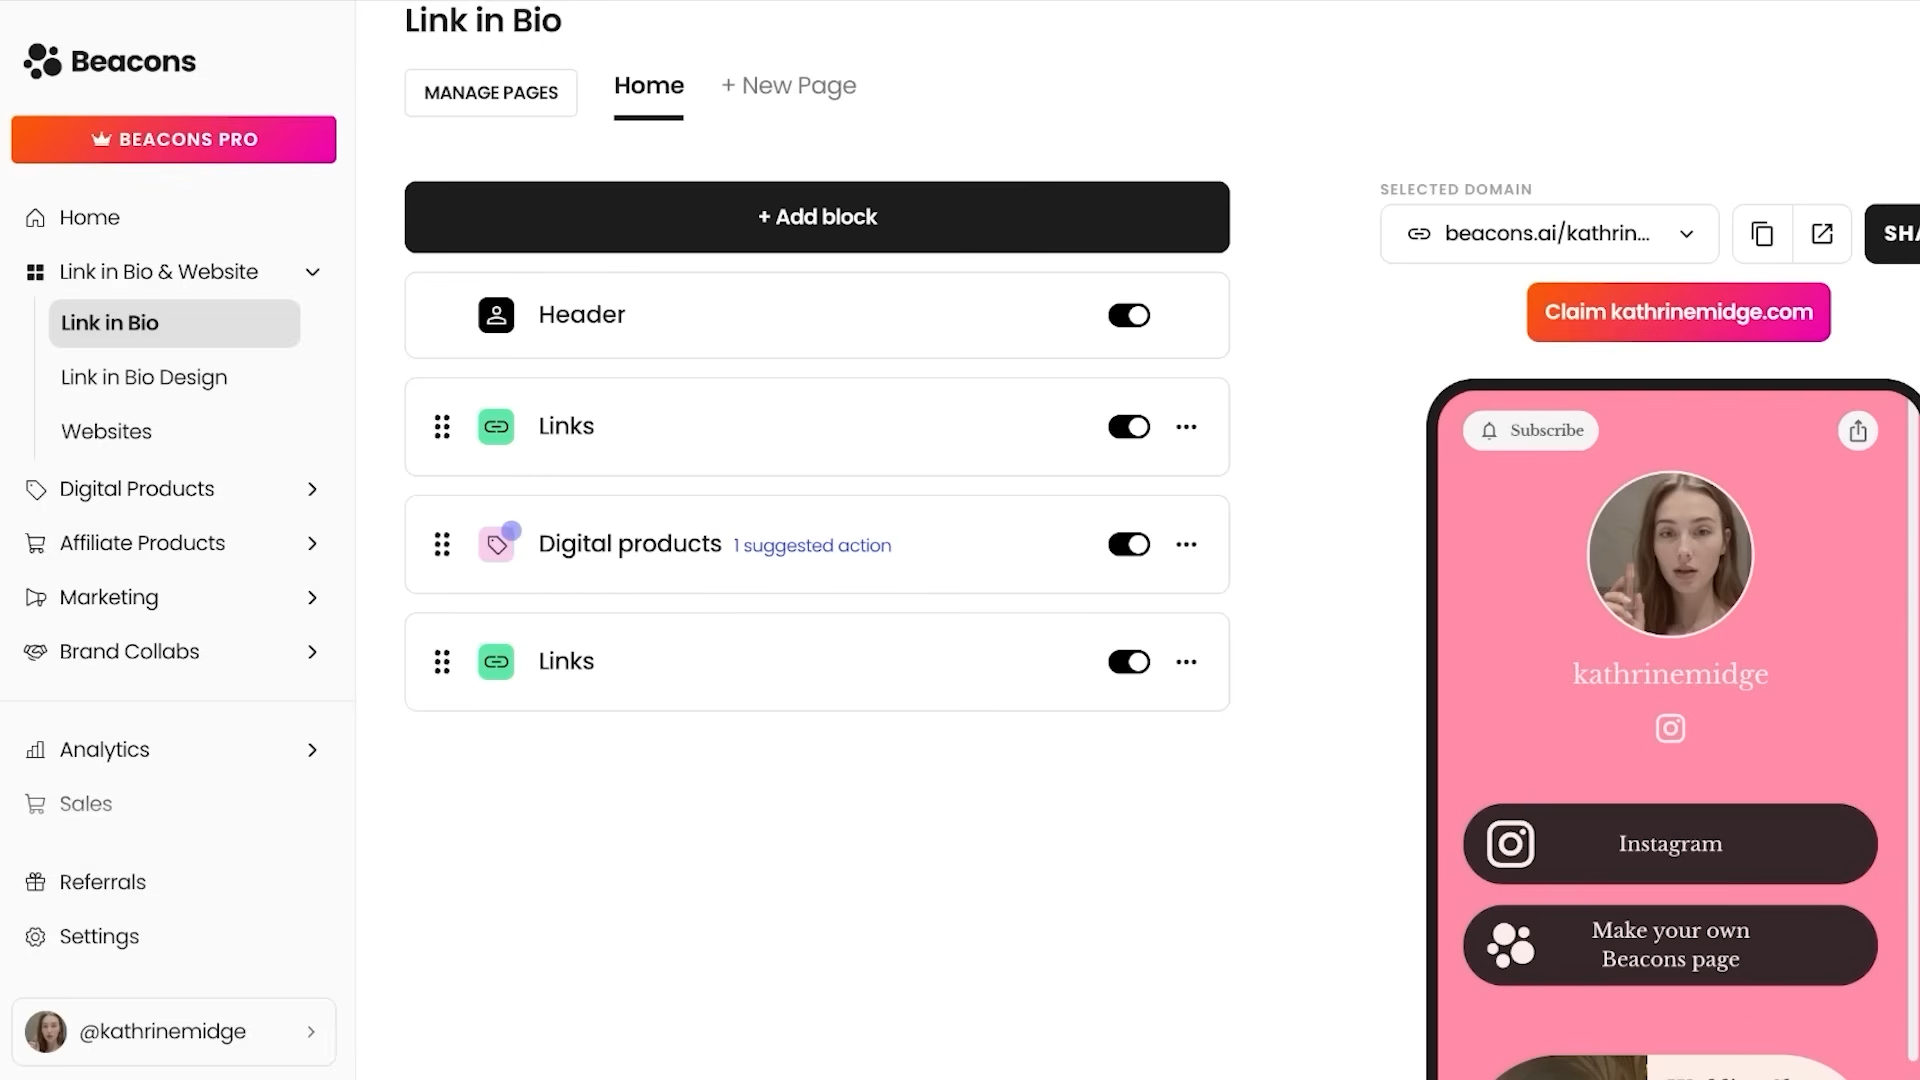 Beacons
BEACONS PRO
Home
Link in Bio & Website
Link in Bio
Link in Bio Design
Websites
Digital Products
Affiliate Products
Marketing
Brand Collabs
Analytics
Sales
Referrals
Settings
@kathrinemidge
Link in Bio
MANAGE PAGES
Home
+ New Page
+ Add block
Header
Links
Digital products 1 suggested action
Links
SELECTED DOMAIN
beacons.ai/kathrin...
SHA
Claim kathrinemidge.com
Subscribe
kathrinemidge
Instagram
Make your own
Beacons page